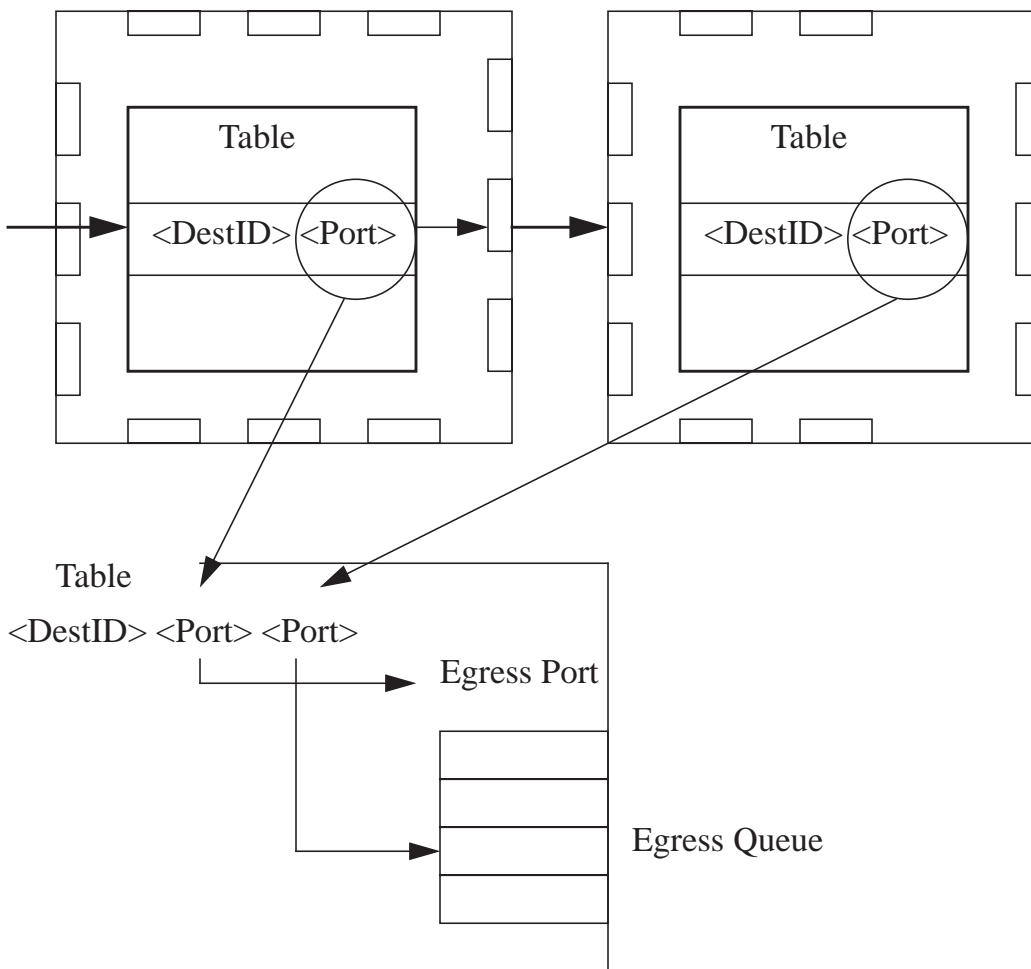 Table
Table
<DestID> <Port>
<DestID> <Port>
Table
<DestID> <Port> <Port>
Egress Port
Egress Queue